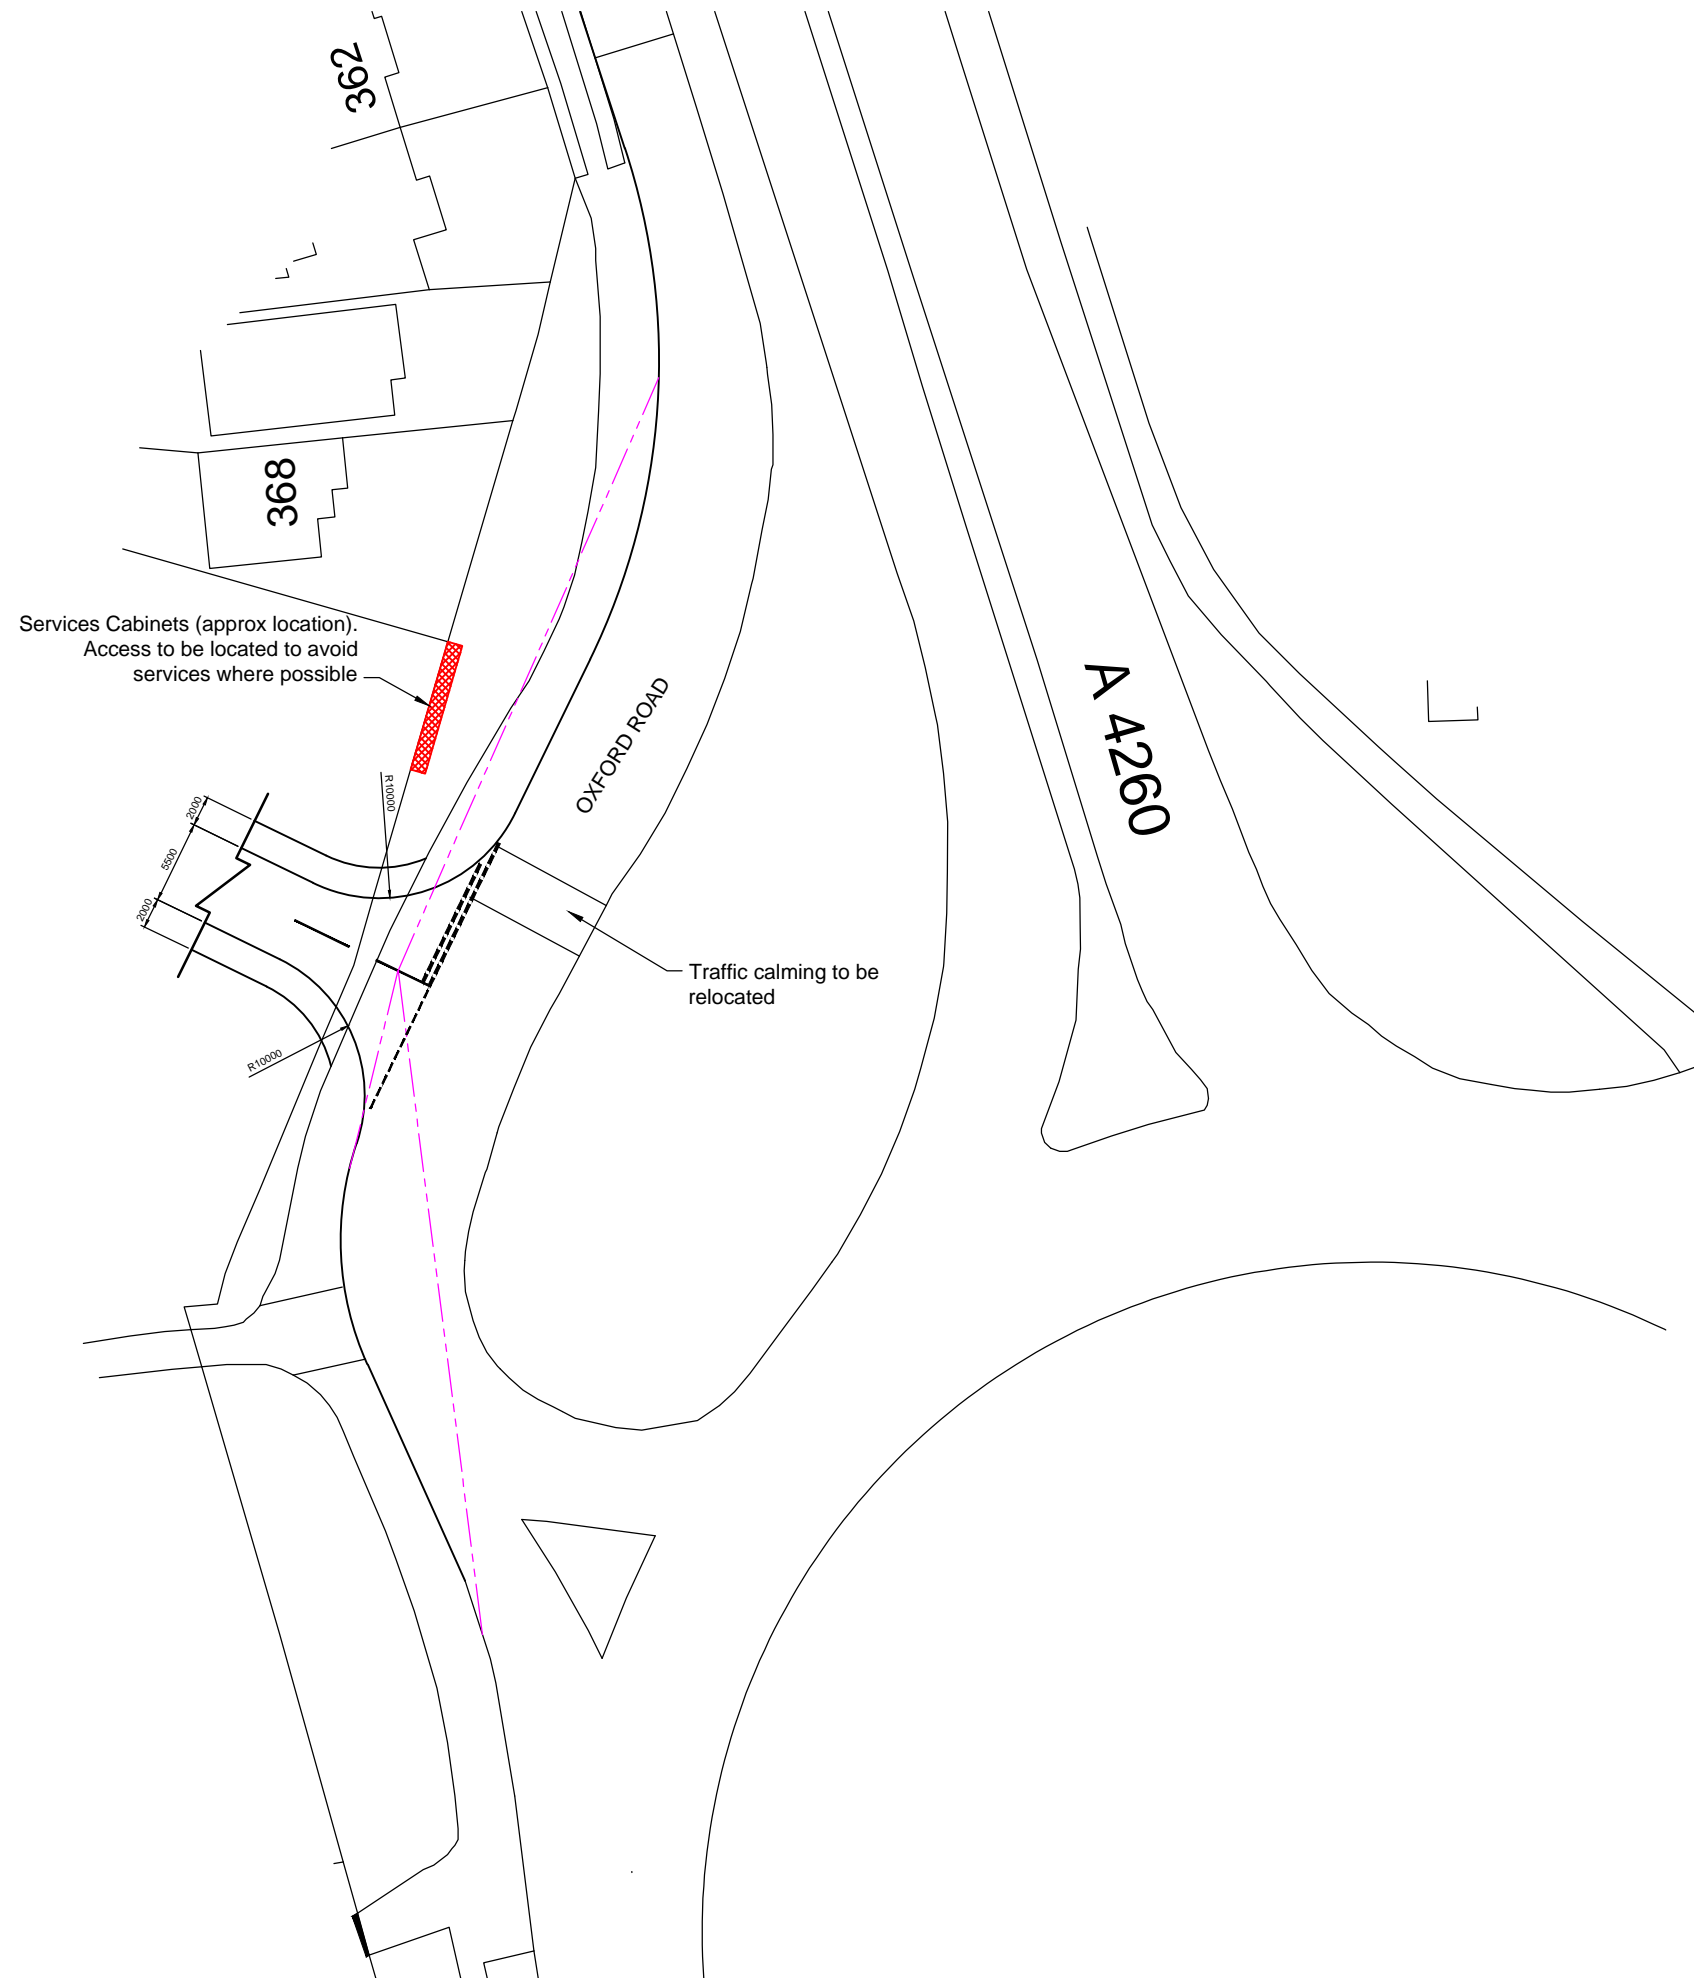 362
368
Services Cabinets (approx location).
Access to be located to avoid
services where possible
OXFORD ROAD
A 4260
R10000
2000
5500
2000
Traffic calming to be
relocated
R10000